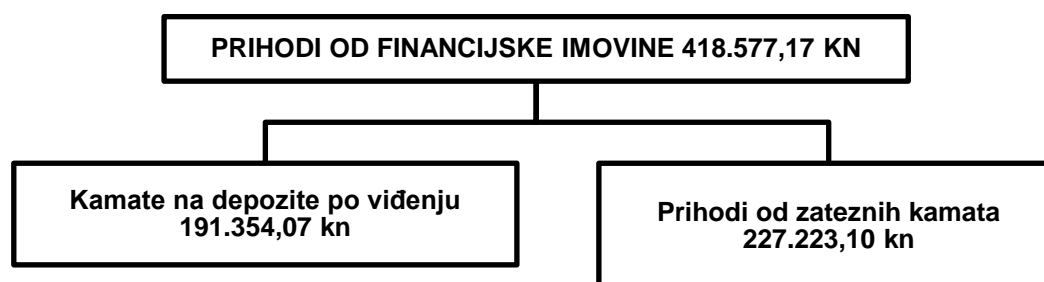 PRIHODI OD FINANCIJSKE IMOVINE 418.577,17 KN
Kamate na depozite po viđenju
191.354,07 kn
Prihodi od zateznih kamata
227.223,10 kn